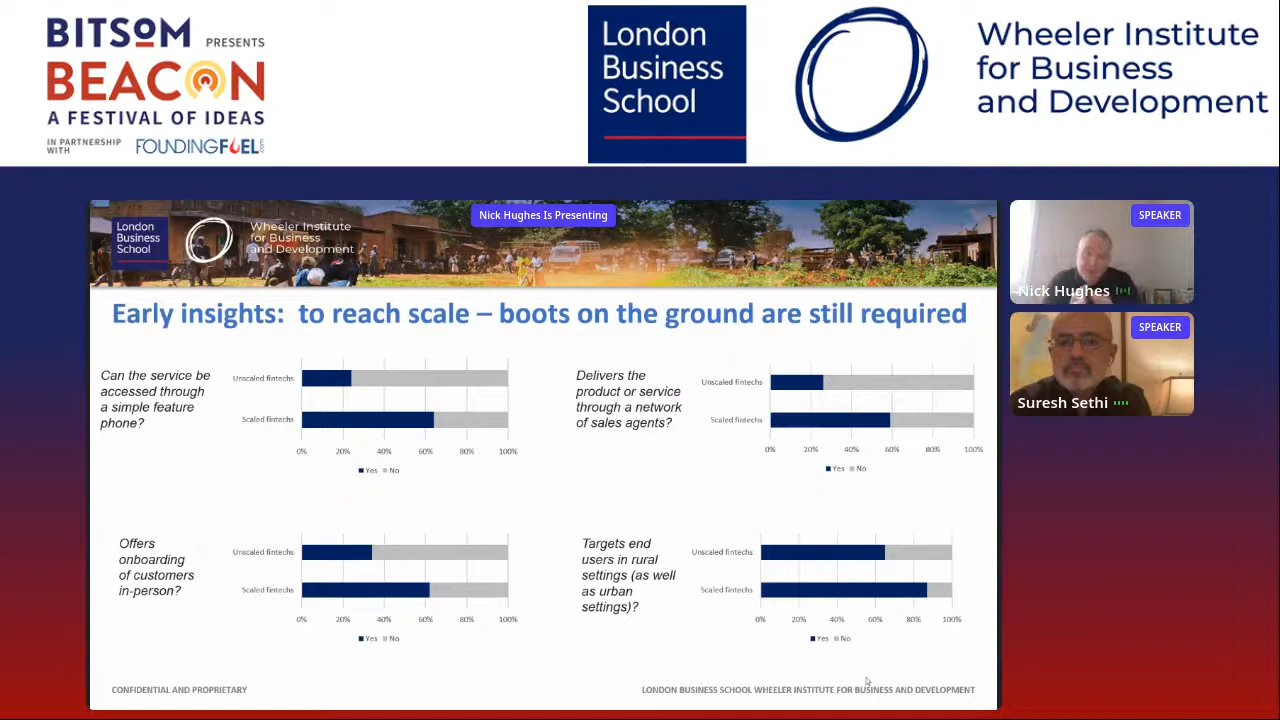 BITSOM PRESENTS
BEACON
A FESTIVAL OF IDEAS
IN PARTNERSHIP
WITH
FOUNDINGFUEL.com
London
Business
School
Wheeler Institute
for Business
and Development
London
Business
School
Wheeler Institute
for Business
and Development
Nick Hughes Is Presenting
SPEAKER
Nick Hughes
SPEAKER
Suresh Sethi
Early insights: to reach scale – boots on the ground are still required
Can the service be
accessed through
a simple feature
phone?
Unscaled fintechs
Scaled fintechs
0% 20% 40% 60% 80% 100%
Yes No
Delivers the
product or service
through a network
of sales agents?
Unscaled fintechs
Scaled fintechs
0% 20% 40% 60% 80% 100%
Yes No
Offers
onboarding
of customers
in-person?
Unscaled fintechs
Scaled fintechs
0% 20% 40% 60% 80% 100%
Yes No
Targets end
users in rural
settings (as well
as urban
settings)?
Unscaled fintechs
Scaled fintechs
0% 20% 40% 60% 80% 100%
Yes No
CONFIDENTIAL AND PROPRIETARY
LONDON BUSINESS SCHOOL WHEELER INSTITUTE FOR BUSINESS AND DEVELOPMENT